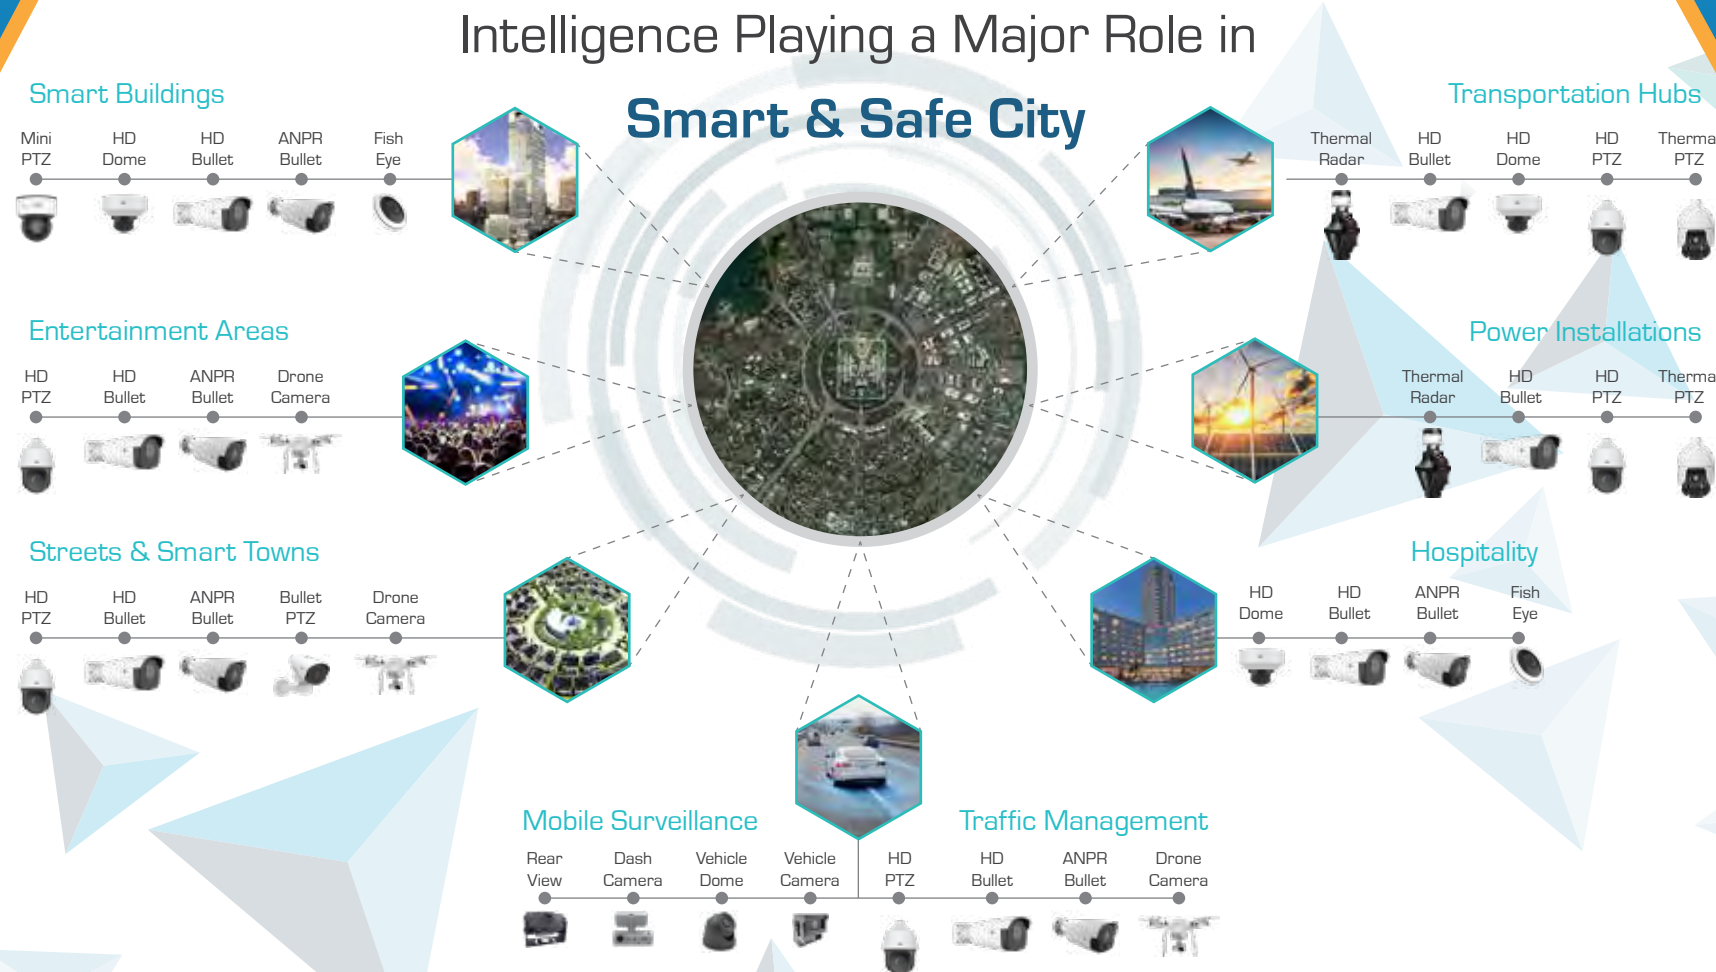 Intelligence Playing a Major Role in
Smart & Safe City
Smart Buildings
Mini HD HD ANPR Fish
PTZ Dome Bullet Bullet Eye
Entertainment Areas
HD HD ANPR Drone
PTZ Bullet Bullet Camera
Streets & Smart Towns
HD HD ANPR Bullet Drone
PTZ Bullet Bullet PTZ Camera
Transportation Hubs
Thermal HD HD HD Therma
Radar Bullet Dome PTZ PTZ
Power Installations
Thermal HD HD Therma
Radar Bullet PTZ PTZ
Hospitality
HD HD ANPR Fish
Dome Bullet Bullet Eye
Mobile Surveillance
Rear Dash Vehicle Vehicle
View Camera Dome Camera
Traffic Management
HD HD ANPR Drone
PTZ Bullet Bullet Camera